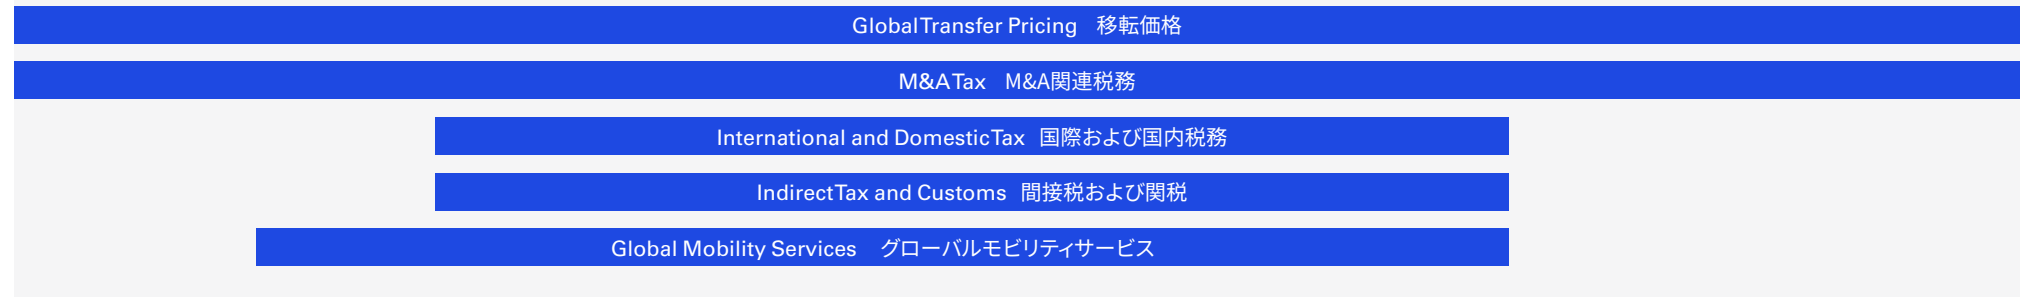 Global Transfer Pricing 移転価格
M&A Tax M&A関連税務
International and Domestic Tax 国際および国内税務
Indirect Tax and Customs 間接税および関税
Global Mobility Services グローバルモビリティサービス